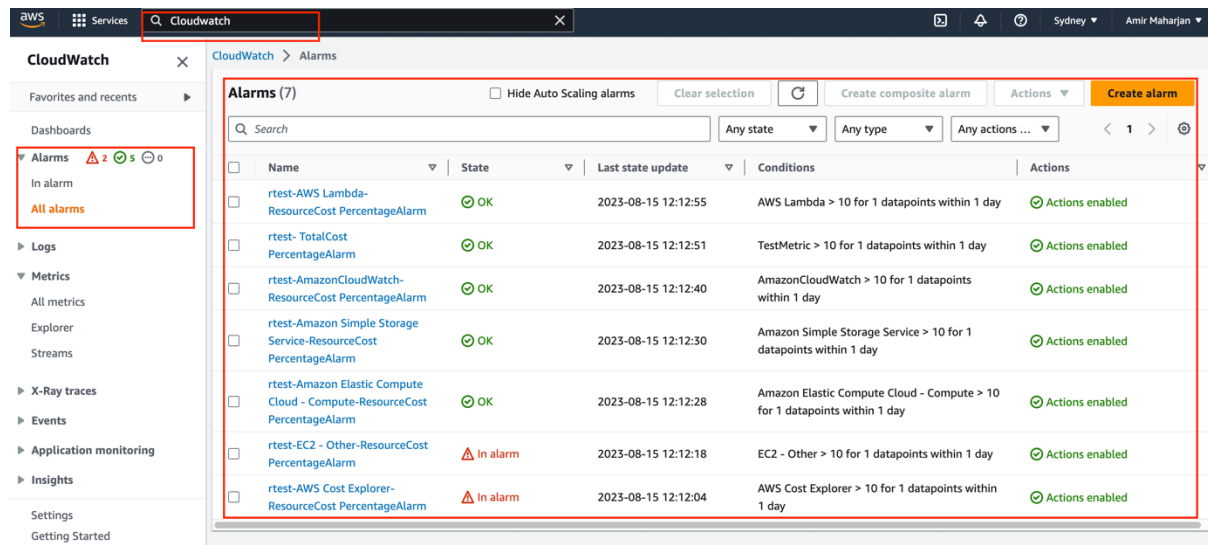 aws Services Cloudwatch Sydney Amir Maharjan
CloudWatch
Favorites and recents
Dashboards
Alarms 2 5 0
In alarm
All alarms
Logs
Metrics
All metrics
Explorer
Streams
X-Ray traces
Events
Application monitoring
Insights
Settings
Getting Started
CloudWatch > Alarms
Alarms (7) Hide Auto Scaling alarms Clear selection Create composite alarm Actions Create alarm
Search Any state Any type Any actions ... 1
Name State Last state update Conditions Actions
rtest-AWS Lambda-
ResourceCost PercentageAlarm
OK 2023-08-15 12:12:55 AWS Lambda > 10 for 1 datapoints within 1 day Actions enabled
rtest- TotalCost
PercentageAlarm
OK 2023-08-15 12:12:51 TestMetric > 10 for 1 datapoints within 1 day Actions enabled
rtest-AmazonCloudWatch-
ResourceCost PercentageAlarm
OK 2023-08-15 12:12:40
AmazonCloudWatch > 10 for 1 datapoints
within 1 day
Actions enabled
rtest-Amazon Simple Storage
Service-ResourceCost
PercentageAlarm
OK 2023-08-15 12:12:30
Amazon Simple Storage Service > 10 for 1
datapoints within 1 day
Actions enabled
rtest-Amazon Elastic Compute
Cloud - Compute-ResourceCost
PercentageAlarm
OK 2023-08-15 12:12:28
Amazon Elastic Compute Cloud - Compute > 10
for 1 datapoints within 1 day
Actions enabled
rtest-EC2 - Other-ResourceCost
PercentageAlarm
In alarm 2023-08-15 12:12:18 EC2 - Other > 10 for 1 datapoints within 1 day Actions enabled
rtest-AWS Cost Explorer-
ResourceCost PercentageAlarm
In alarm 2023-08-15 12:12:04
AWS Cost Explorer > 10 for 1 datapoints within
1 day
Actions enabled